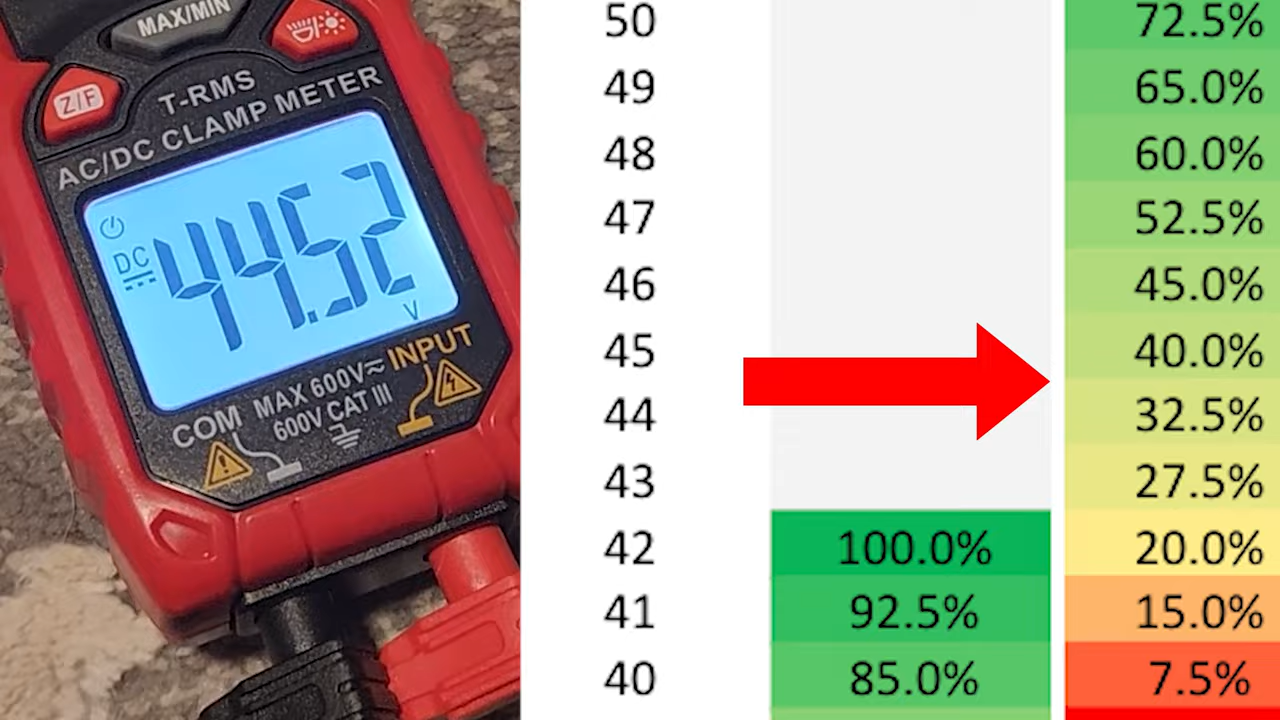 MAX/MIN
Z/F
T-RMS
AC/DC CLAMP METER
DC
44.52
V
INPUT
COM
MAX 600V≂
600V CAT III
50 72.5%
49 65.0%
48 60.0%
47 52.5%
46 45.0%
45 40.0%
44 32.5%
43 27.5%
42 100.0% 20.0%
41 92.5% 15.0%
40 85.0% 7.5%